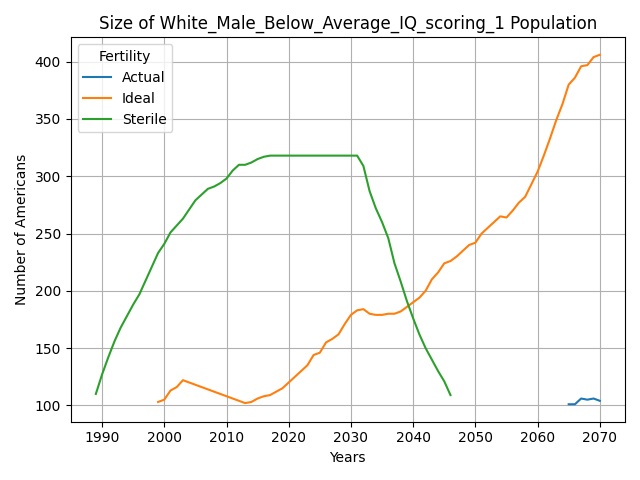 Size of White_Male_Below_Average_IQ_scoring_1 Population
Fertility
Actual
Ideal
Sterile
Number of Americans
400
350
300
250
200
150
100
1990 2000 2010 2020 2030 2040 2050 2060 2070
Years